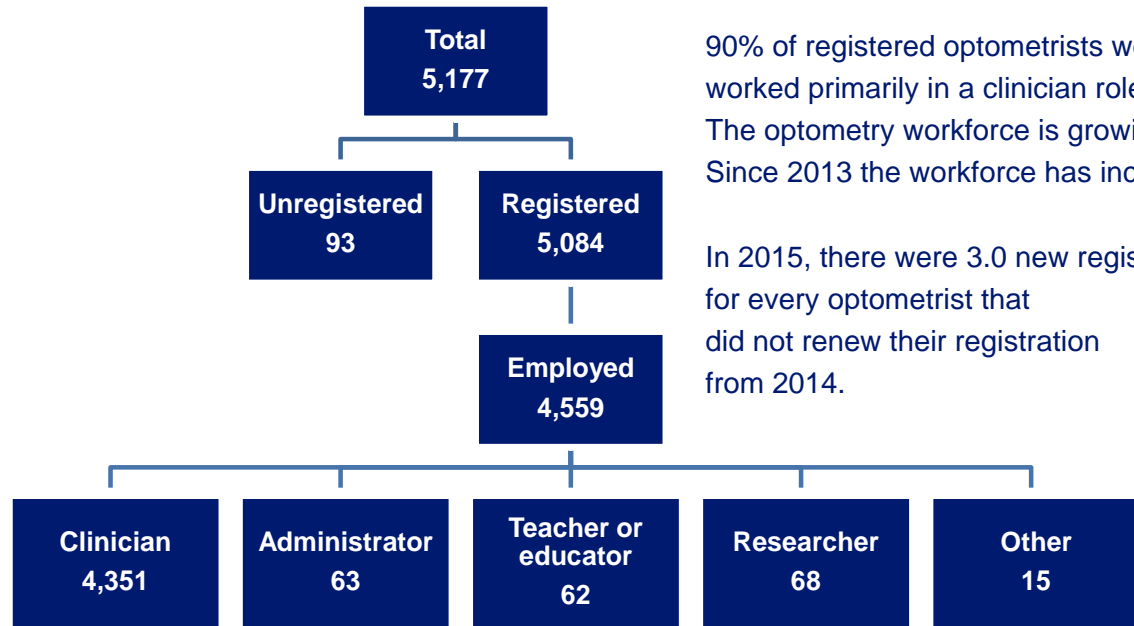 Total
5,177
Unregistered
93
Registered
5,084
Employed
4,559
Clinician
4,351
Administrator
63
Teacher or
educator
62
Researcher
68
Other
15
90% of registered optometrists
worked primarily in a clinician role
The optometry workforce is
Since 2013 the workforce has
In 2015, there were 3.0 new
for every optometrist that
did not renew their registration
from 2014.